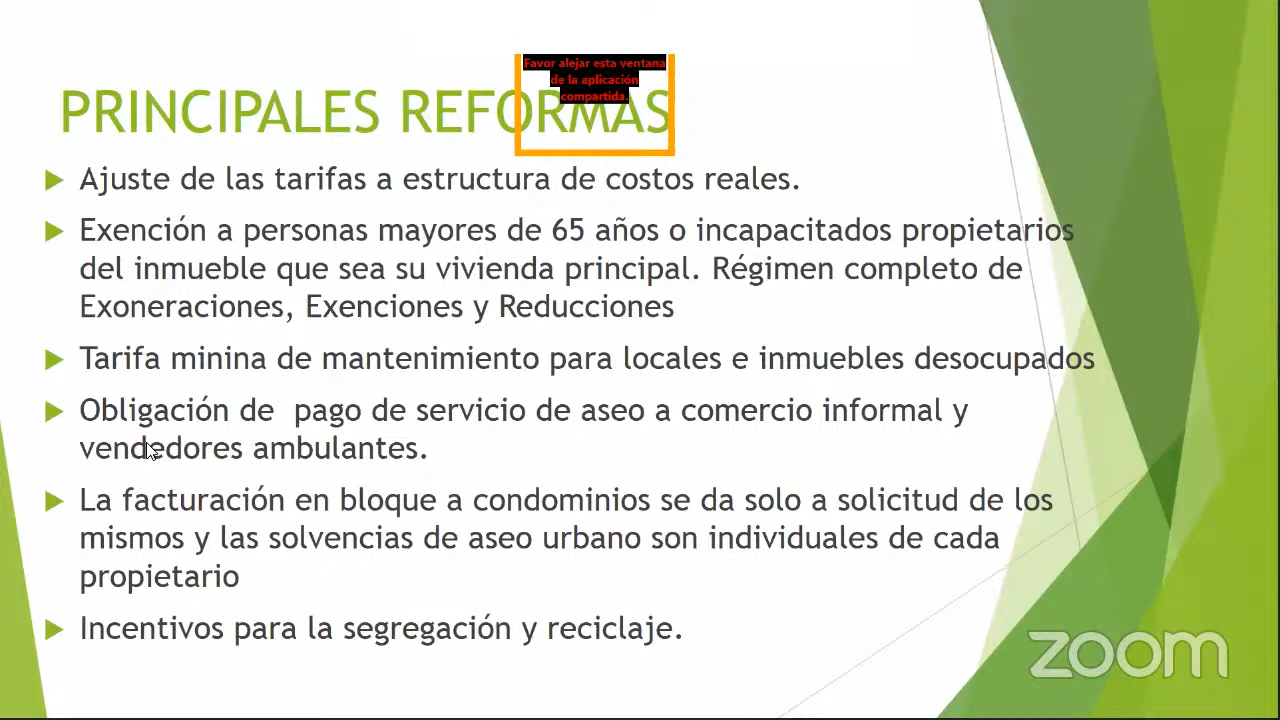 Favor alejar esta ventana
de la aplicación
compartida.
PRINCIPALES REFORMAS
Ajuste de las tarifas a estructura de costos reales.
Exención a personas mayores de 65 años o incapacitados propietarios
del inmueble que sea su vivienda principal. Régimen completo de
Exoneraciones, Exenciones y Reducciones
Tarifa minina de mantenimiento para locales e inmuebles desocupados
Obligación de  pago de servicio de aseo a comercio informal y
vendedores ambulantes.
La facturación en bloque a condominios se da solo a solicitud de los
mismos y las solvencias de aseo urbano son individuales de cada
propietario
Incentivos para la segregación y reciclaje.
zoom